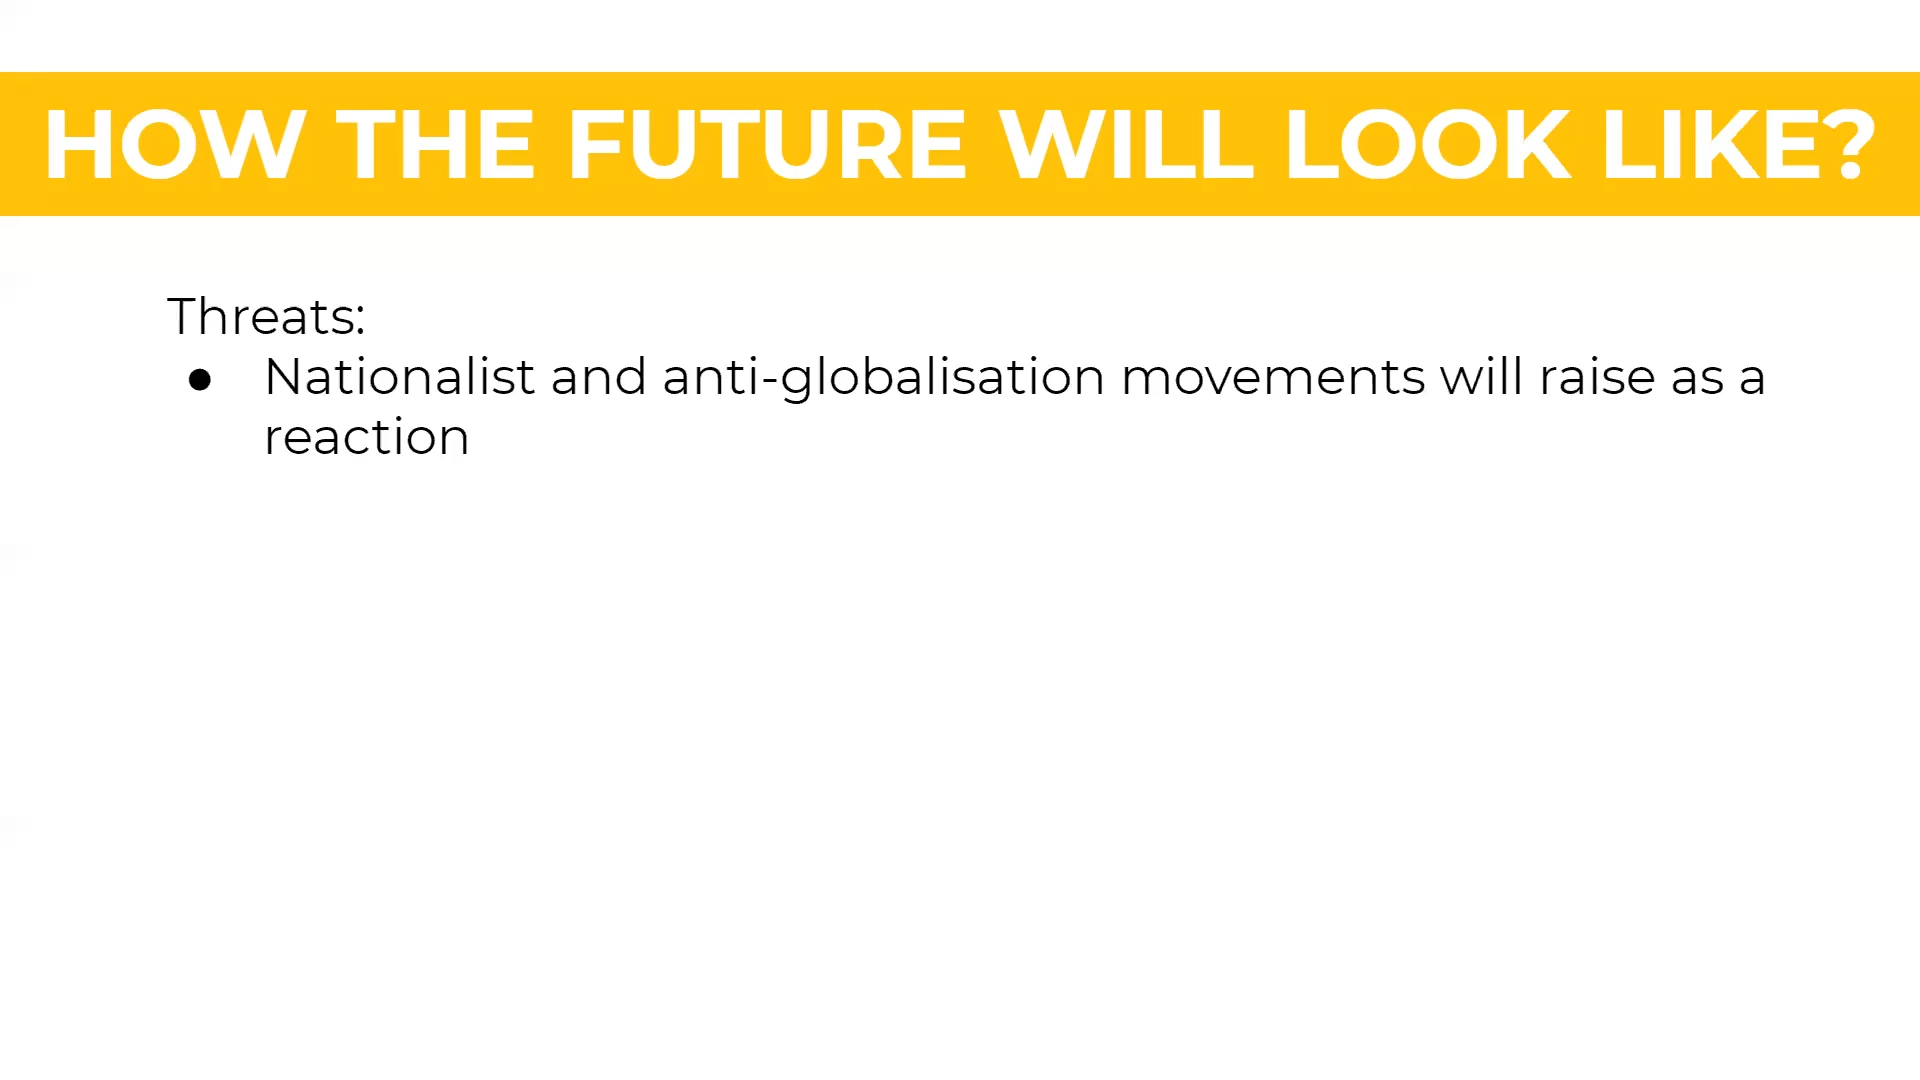 HOW THE FUTURE WILL LOOK LIKE?
Threats:
● Nationalist and anti-globalisation movements will raise as a
reaction